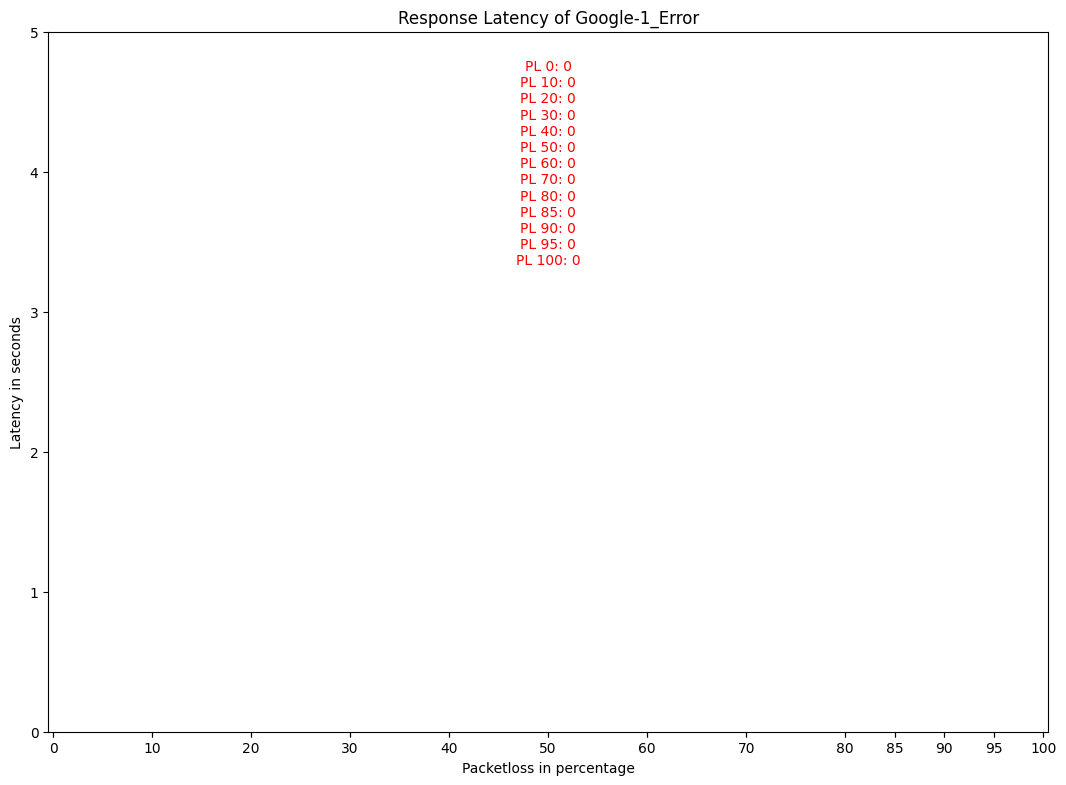 Response Latency of Google-1_Error
5
PL 0: 0
PL 10: 0
PL 20: 0
PL 30: 0
PL 40: 0
PL 50: 0
PL 60: 0
PL 70: 0
PL 80: 0
PL 85: 0
PL 90: 0
PL 95: 0
PL 100: 0
4
3
2
1
0
Latency in seconds
0 10 20 30 40 50 60 70 80 85 90 95 100
Packetloss in percentage